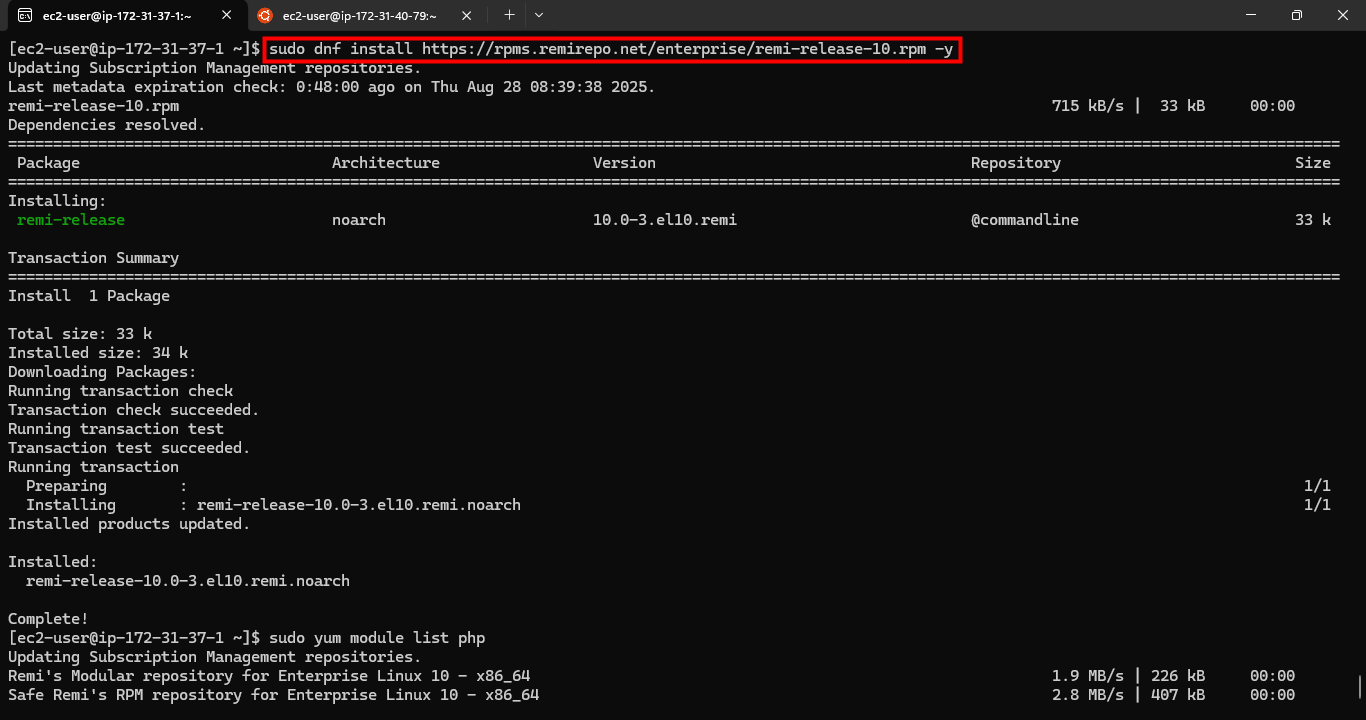 ec2-user@ip-172-31-37-1:~ ec2-user@ip-172-31-40-79:~
[ec2-user@ip-172-31-37-1 ~]$ sudo dnf install https://rpms.remirepo.net/enterprise/remi-release-10.rpm -y
Updating Subscription Management repositories.
Last metadata expiration check: 0:48:00 ago on Thu Aug 28 08:39:38 2025.
remi-release-10.rpm 715 kB/s | 33 kB 00:00
Dependencies resolved.
====================================================================================================================================================
Package Architecture Version Repository Size
====================================================================================================================================================
Installing:
remi-release noarch 10.0-3.el10.remi @commandline 33 k
Transaction Summary
====================================================================================================================================================
Install 1 Package
Total size: 33 k
Installed size: 34 k
Downloading Packages:
Running transaction check
Transaction check succeeded.
Running transaction test
Transaction test succeeded.
Running transaction
Preparing : 1/1
Installing : remi-release-10.0-3.el10.remi.noarch 1/1
Installed products updated.
Installed:
remi-release-10.0-3.el10.remi.noarch
Complete!
[ec2-user@ip-172-31-37-1 ~]$ sudo yum module list php
Updating Subscription Management repositories.
Remi's Modular repository for Enterprise Linux 10 - x86_64 1.9 MB/s | 226 kB 00:00
Safe Remi's RPM repository for Enterprise Linux 10 - x86_64 2.8 MB/s | 407 kB 00:00